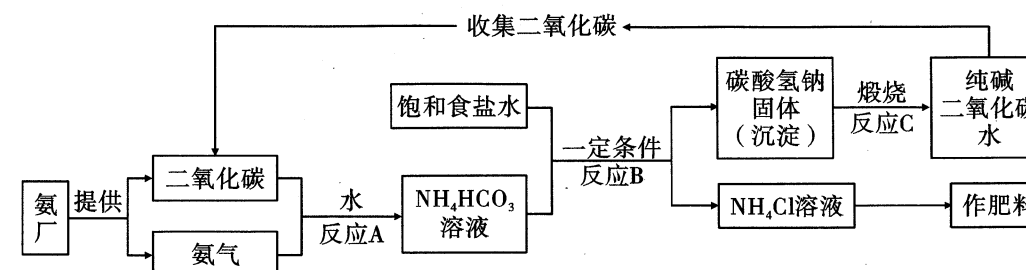 收集二氧化碳
氨厂
提供
二氧化碳
氨气
水
反应A
饱和食盐水
NH₄HCO₃
溶液
一定条件
反应B
碳酸氢钠
固体
（沉淀）
煅烧
反应C
纯碱
二氧化碳
水
NH₄Cl溶液
作肥料